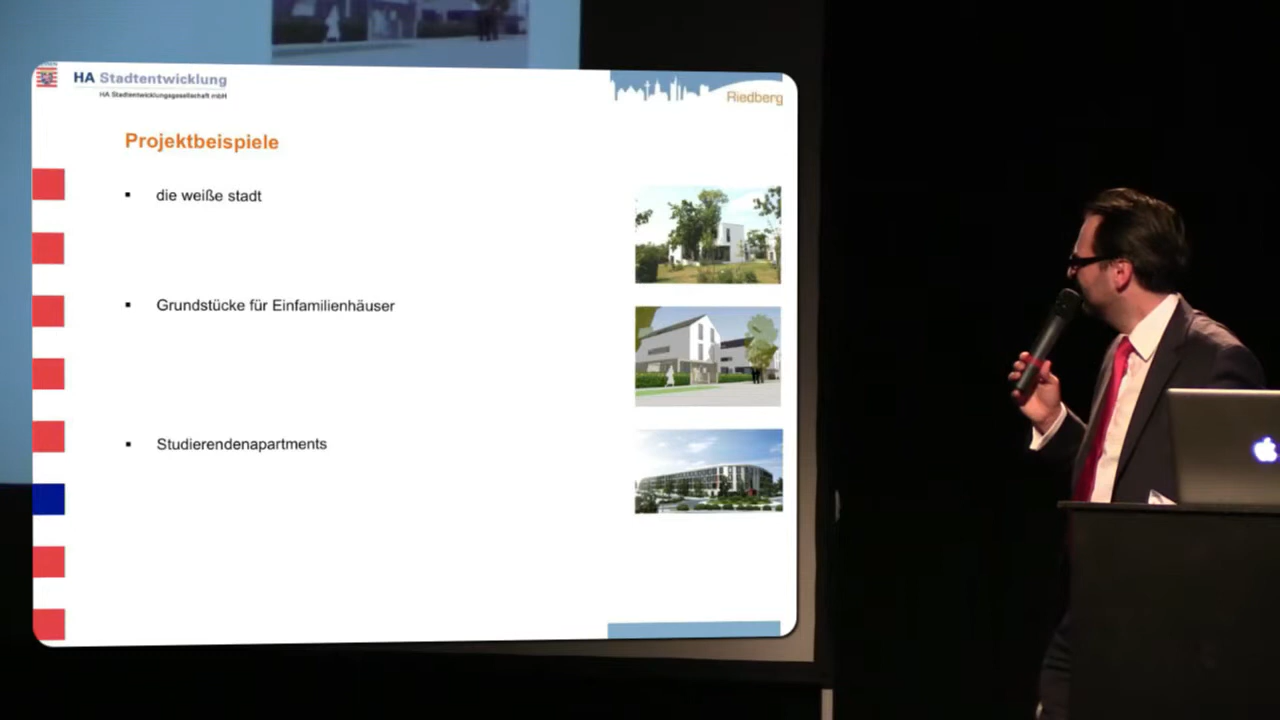 HA Stadtentwicklung
HA Stadtentwicklungsgesellschaft mbH
Riedberg
Projektbeispiele
▪ die weiße stadt
▪ Grundstücke für Einfamilienhäuser
▪ Studierendenapartments